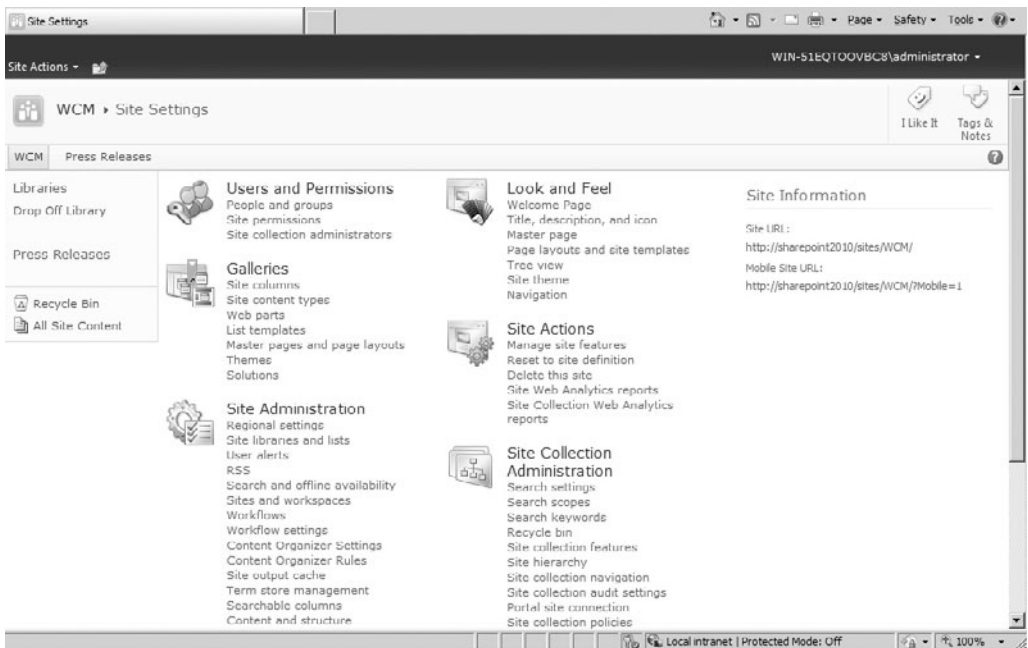 Site Settings
Page
Safety
Tools
Site Actions
WIN-S1EQTOOVBC8\administrator
WCM
Site Settings
I Like It
Tags &
Notes
WCM
Press Releases
Libraries
Drop Off Library
Press Releases
Recycle Bin
All Site Content
Users and Permissions
People and groups
Site permissions
Site collection administrators
Galleries
Site columns
Site content types
Web parts
List templates
Master pages and page layouts
Themes
Solutions
Site Administration
Regional settings
Site libraries and lists
User alerts
RSS
Search and offline availability
Sites and workspaces
Workflows
Workflow settings
Content Organizer Settings
Content Organizer Rules
Site output cache
Term store management
Searchable columns
Content and structure
Look and Feel
Welcome Page
Title, description, and icon
Master page
Page layouts and site templates
Tree view
Site theme
Navigation
Site Actions
Manage site features
Reset to site definition
Delete this site
Site Web Analytics reports
Site Collection Web Analytics
reports
Site Collection
Administration
Search settings
Search scopes
Search keywords
Recycle bin
Site collection features
Site hierarchy
Site collection navigation
Site collection audit settings
Portal site connection
Site collection policies
Site Information
Site URL:
http://sharepoint2010/sites/WCM/
Mobile Site URL:
http://sharepoint2010/sites/WCM/?Mobile=1
Local intranet | Protected Mode: Off
100%